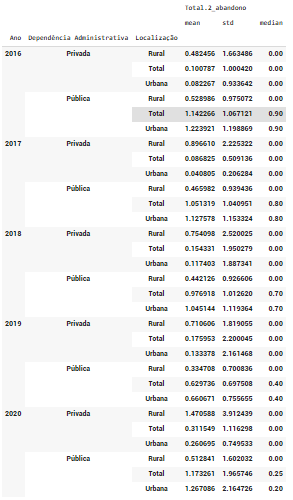 Total.2_abandono
mean std median
Ano Dependência Administrativa Localização
2016 Privada Rural 0.482456 1.663486 0.00
Total 0.100787 1.000420 0.00
Urbana 0.082267 0.933642 0.00
Pública Rural 0.528986 0.975072 0.00
Total 1.142266 1.067121 0.90
Urbana 1.223921 1.198869 0.90
2017 Privada Rural 0.896610 2.225322 0.00
Total 0.086825 0.509136 0.00
Urbana 0.040805 0.206284 0.00
Pública Rural 0.465982 0.939436 0.00
Total 1.051319 1.040951 0.80
Urbana 1.127578 1.153324 0.80
2018 Privada Rural 0.754098 2.520025 0.00
Total 0.154331 1.950279 0.00
Urbana 0.117403 1.887341 0.00
Pública Rural 0.442126 0.926606 0.00
Total 0.976918 1.012620 0.70
Urbana 1.045144 1.119364 0.70
2019 Privada Rural 0.710606 1.819055 0.00
Total 0.175953 2.200045 0.00
Urbana 0.133378 2.161468 0.00
Pública Rural 0.334708 0.700836 0.00
Total 0.629736 0.697508 0.40
Urbana 0.660671 0.755655 0.40
2020 Privada Rural 1.470588 3.912439 0.00
Total 0.311549 1.116298 0.00
Urbana 0.260695 0.749533 0.00
Pública Rural 0.512841 1.602032 0.00
Total 1.173261 1.965746 0.25
Urbana 1.267086 2.164726 0.20